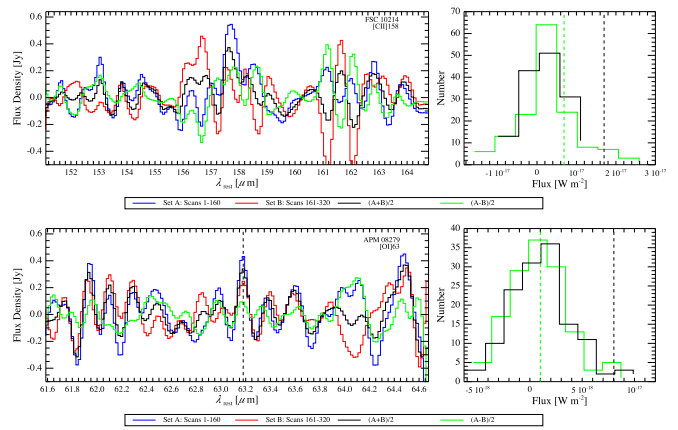 FSC 10214
[CII]158
Flux Density [Jy]
0.6
0.4
0.2
0.0
-0.2
-0.4
152 153 154 155 156 157 158 159 160 161 162 163 164
λ rest [μm]
Number
70
60
50
40
30
20
10
0
-1 10⁻¹⁷ 0 1 10⁻¹⁷ 2 10⁻¹⁷ 3 10⁻¹⁷
Flux [W m⁻²]
Set A: Scans 1-160 Set B: Scans 161-320 (A+B)/2 (A-B)/2
APM 08279
[OI]63
Flux Density [Jy]
0.6
0.4
0.2
0.0
-0.2
-0.4
61.6 61.8 62.0 62.2 62.4 62.6 62.8 63.0 63.2 63.4 63.6 63.8 64.0 64.2 64.4 64.6
λ rest [μm]
Number
40
35
30
25
20
15
10
5
0
-5 10⁻¹⁸ 0 5 10⁻¹⁸ 1 10⁻¹⁷
Flux [W m⁻²]
Set A: Scans 1-160 Set B: Scans 161-320 (A+B)/2 (A-B)/2